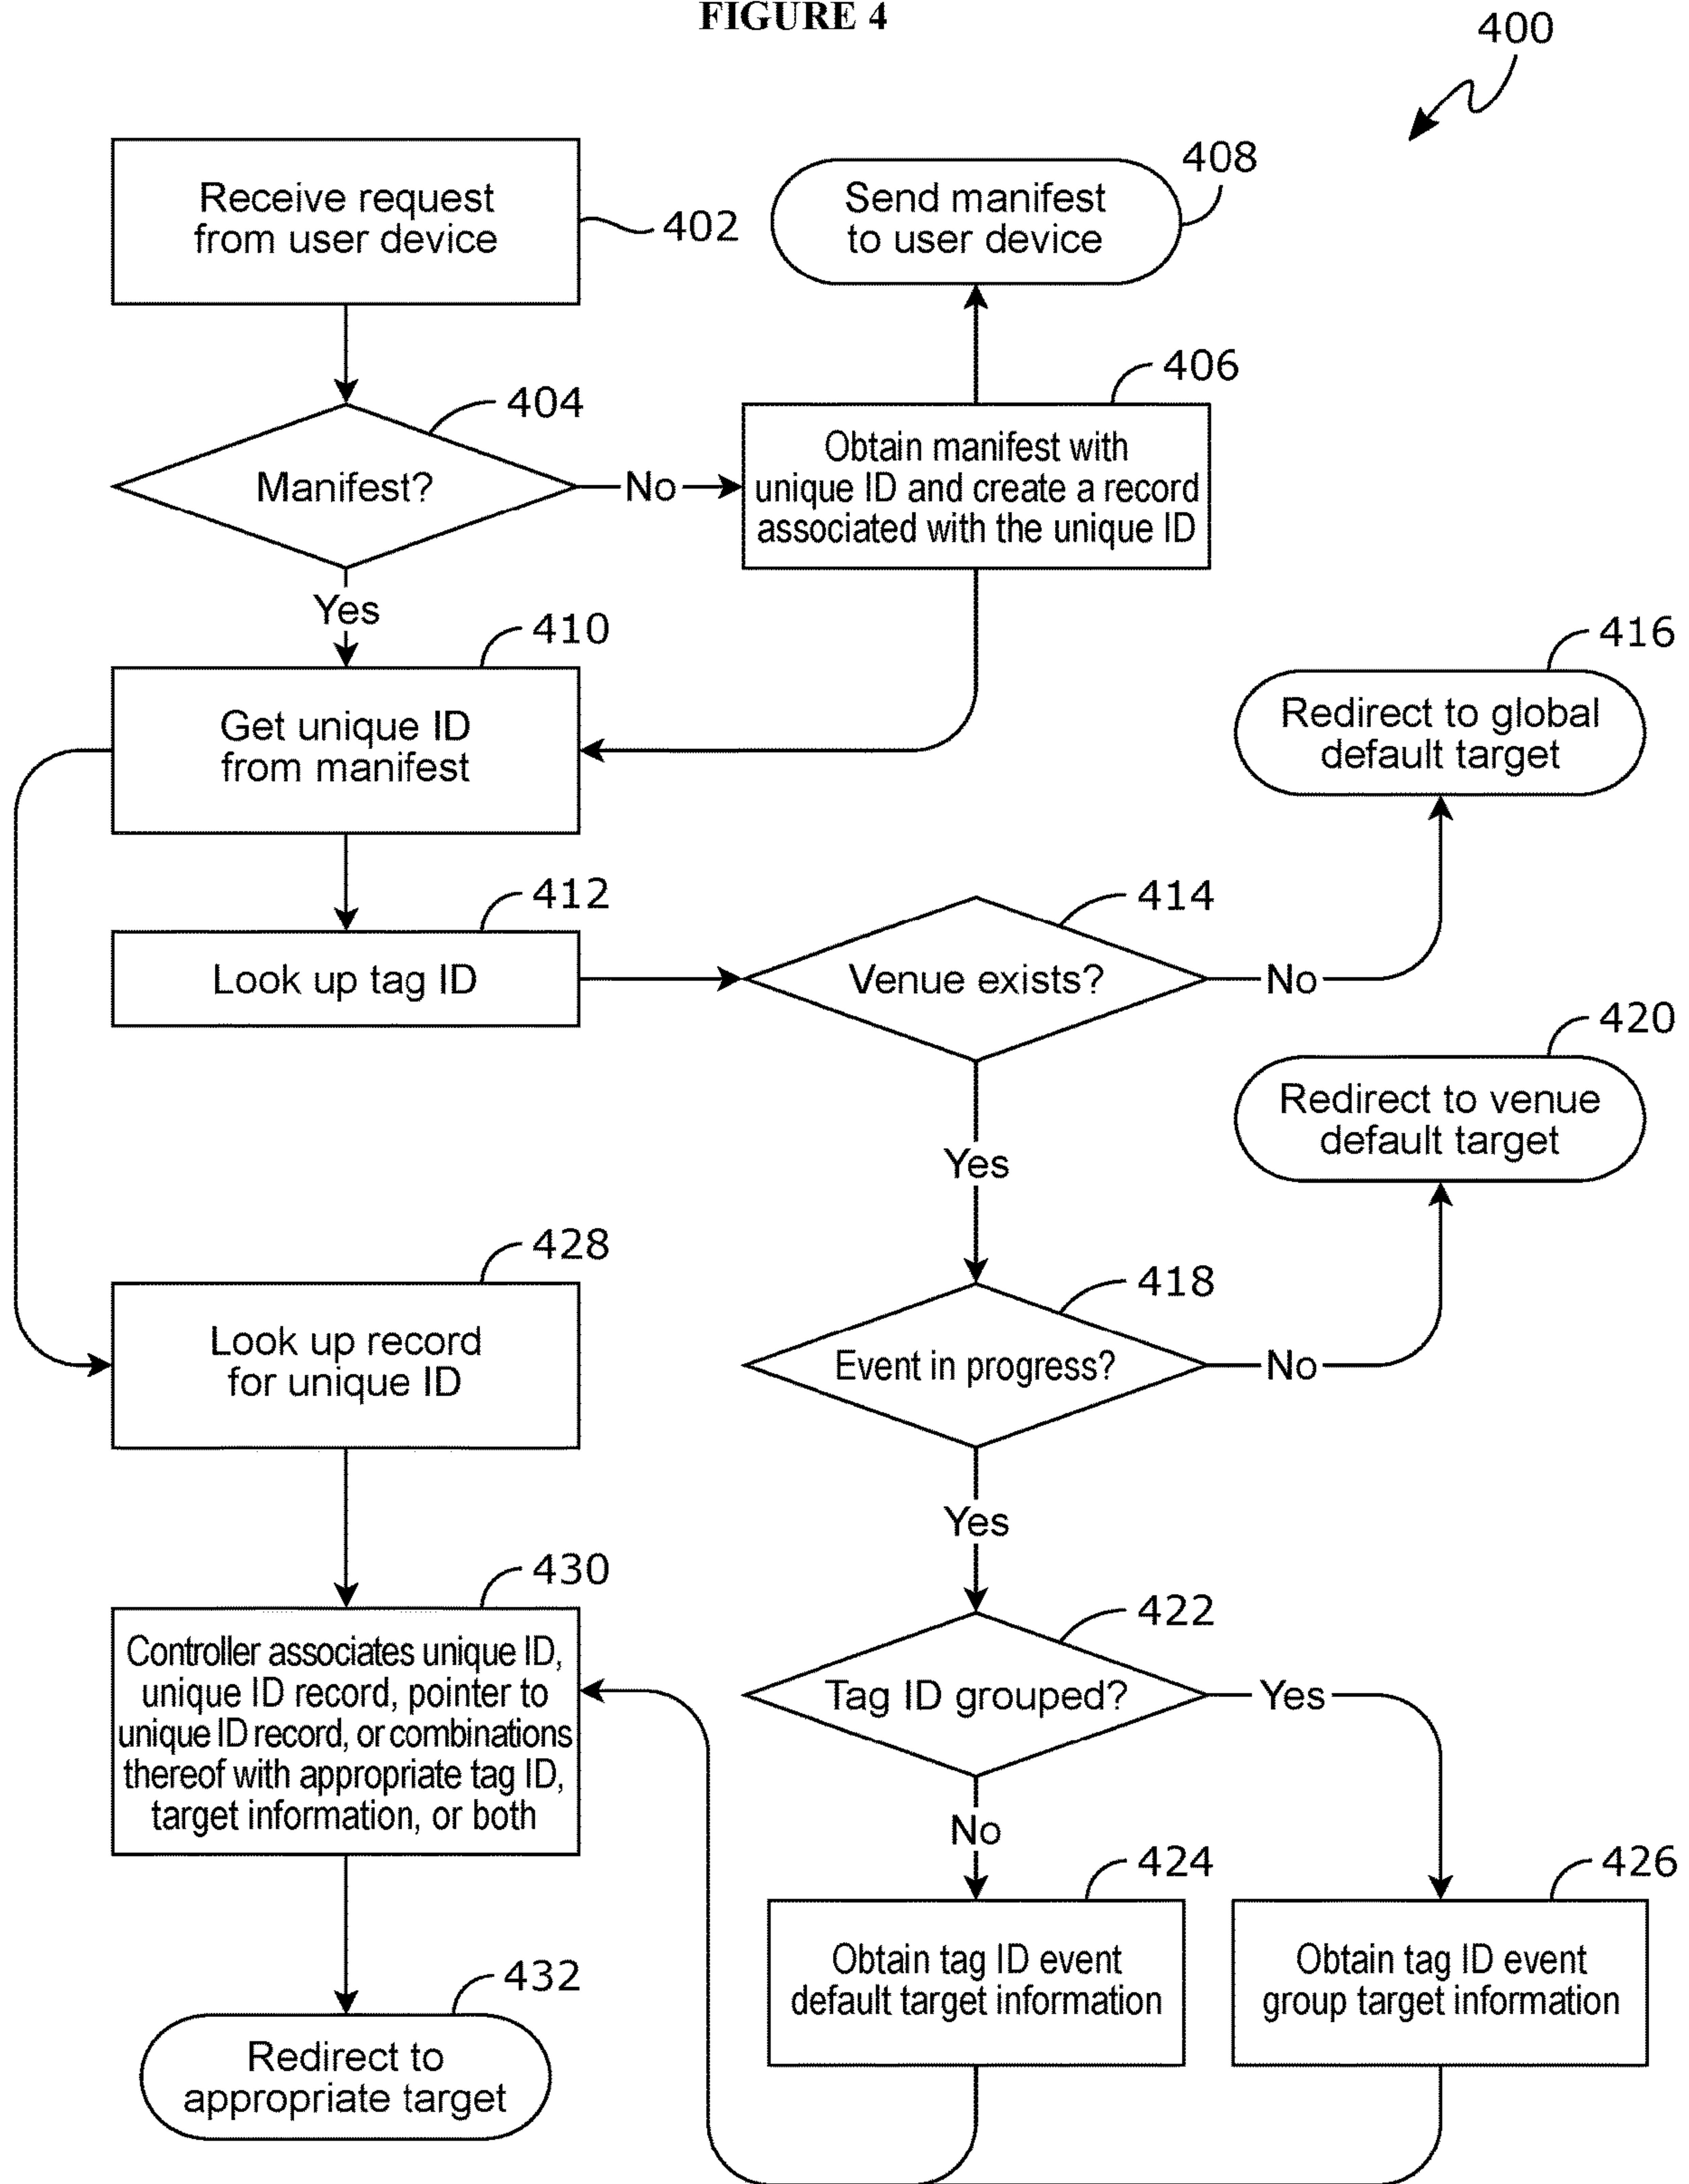 FIGURE 4
400
Receive request
from user device
402
Send manifest
to user device
408
404
Manifest?
No
406
Obtain manifest with
unique ID and create a record
associated with the unique ID
Yes
410
Get unique ID
from manifest
416
Redirect to global
default target
412
Look up tag ID
414
Venue exists?
No
420
Redirect to venue
default target
Yes
428
Look up record
for unique ID
418
Event in progress?
No
Yes
430
Controller associates unique ID,
unique ID record, pointer to
unique ID record, or combinations
thereof with appropriate tag ID,
target information, or both
422
Tag ID grouped?
Yes
No
424
Obtain tag ID event
default target information
426
Obtain tag ID event
group target information
432
Redirect to
appropriate target